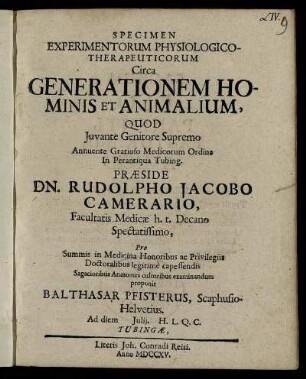 LIV. 9
SPECIMEN
EXPERIMENTORUM PHYSIOLOGICO-
THERAPEUTICORUM
Circa
GENERATIONEM HO-
MINIS ET ANIMALIUM,
QUOD
Juvante Genitore Supremo
Annuente Gratioso Medicorum Ordine
In Perantiqua Tubing.
PRÆSIDE
DN. RUDOLPHO JACOBO
CAMERARIO,
Facultatis Medicæ h. t. Decano
Spectatissimo,
Pro
Summis in Medicina Honoribus ac Privilegiis
Doctoralibus legitimè capessendis
Sagacioribus Anatomes cultoribus examinandum
proponit
BALTHASAR PFISTERUS, Scaphusio-
Helvetius.
Ad diem Julij. H. L. Q. C.
TUBINGÆ,
Literis Joh. Conradi Reisi.
Anno MDCCXV.